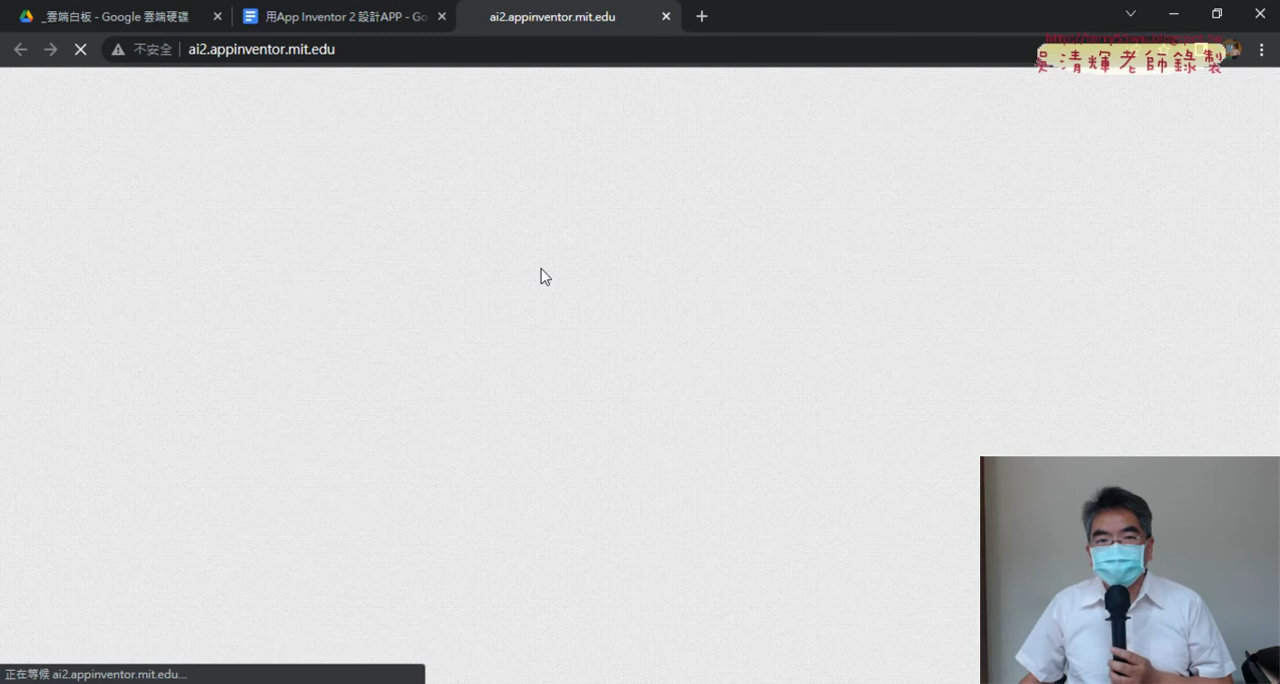 _雲端白板 - Google 雲端硬碟
用App Inventor 2 設計APP - Go
ai2.appinventor.mit.edu
不安全
ai2.appinventor.mit.edu
吳清輝老師錄製
正在等候 ai2.appinventor.mit.edu...